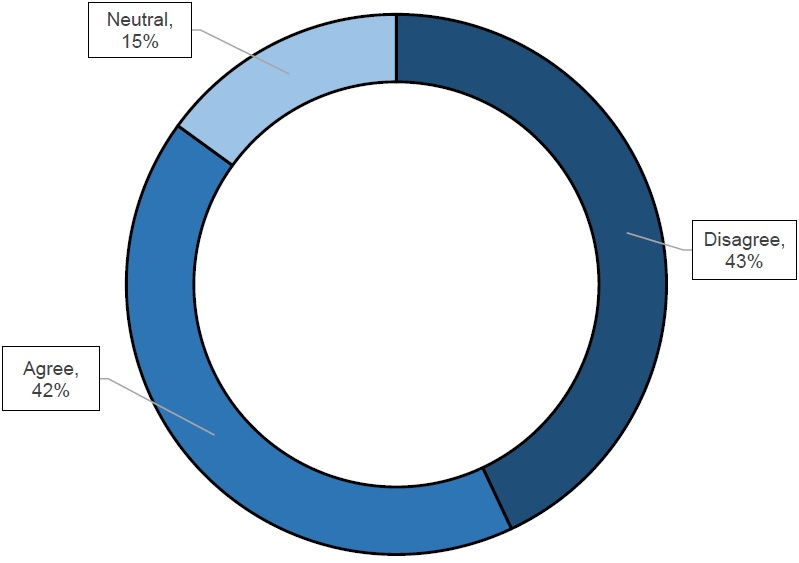 Neutral,
15%
Disagree,
43%
Agree,
42%